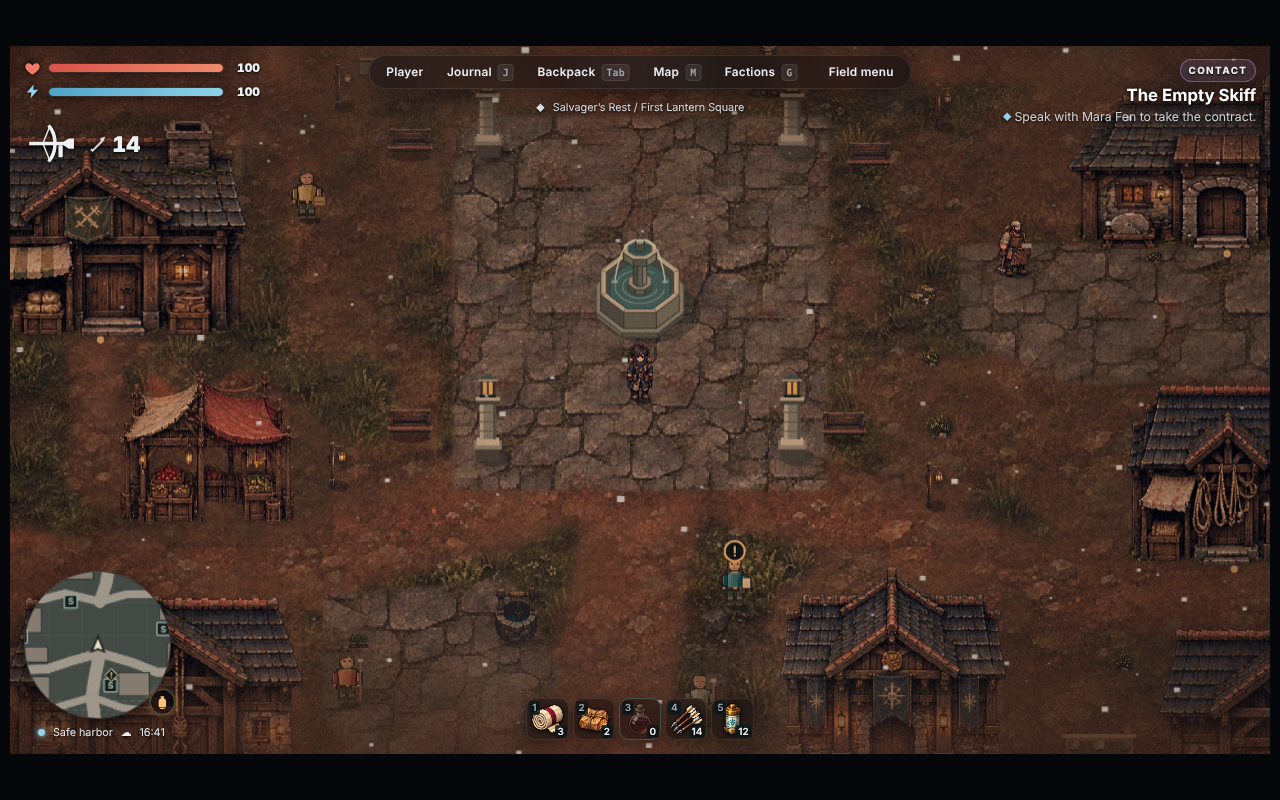 100
100
14
Player Journal J Backpack Tab Map M Factions G Field menu
Salvager's Rest / First Lantern Square
CONTACT
The Empty Skiff
Speak with Mara Fen to take the contract.
!
S
S
S
Safe harbor 16:41
1 3
2 2
3 0
4 14
5 12